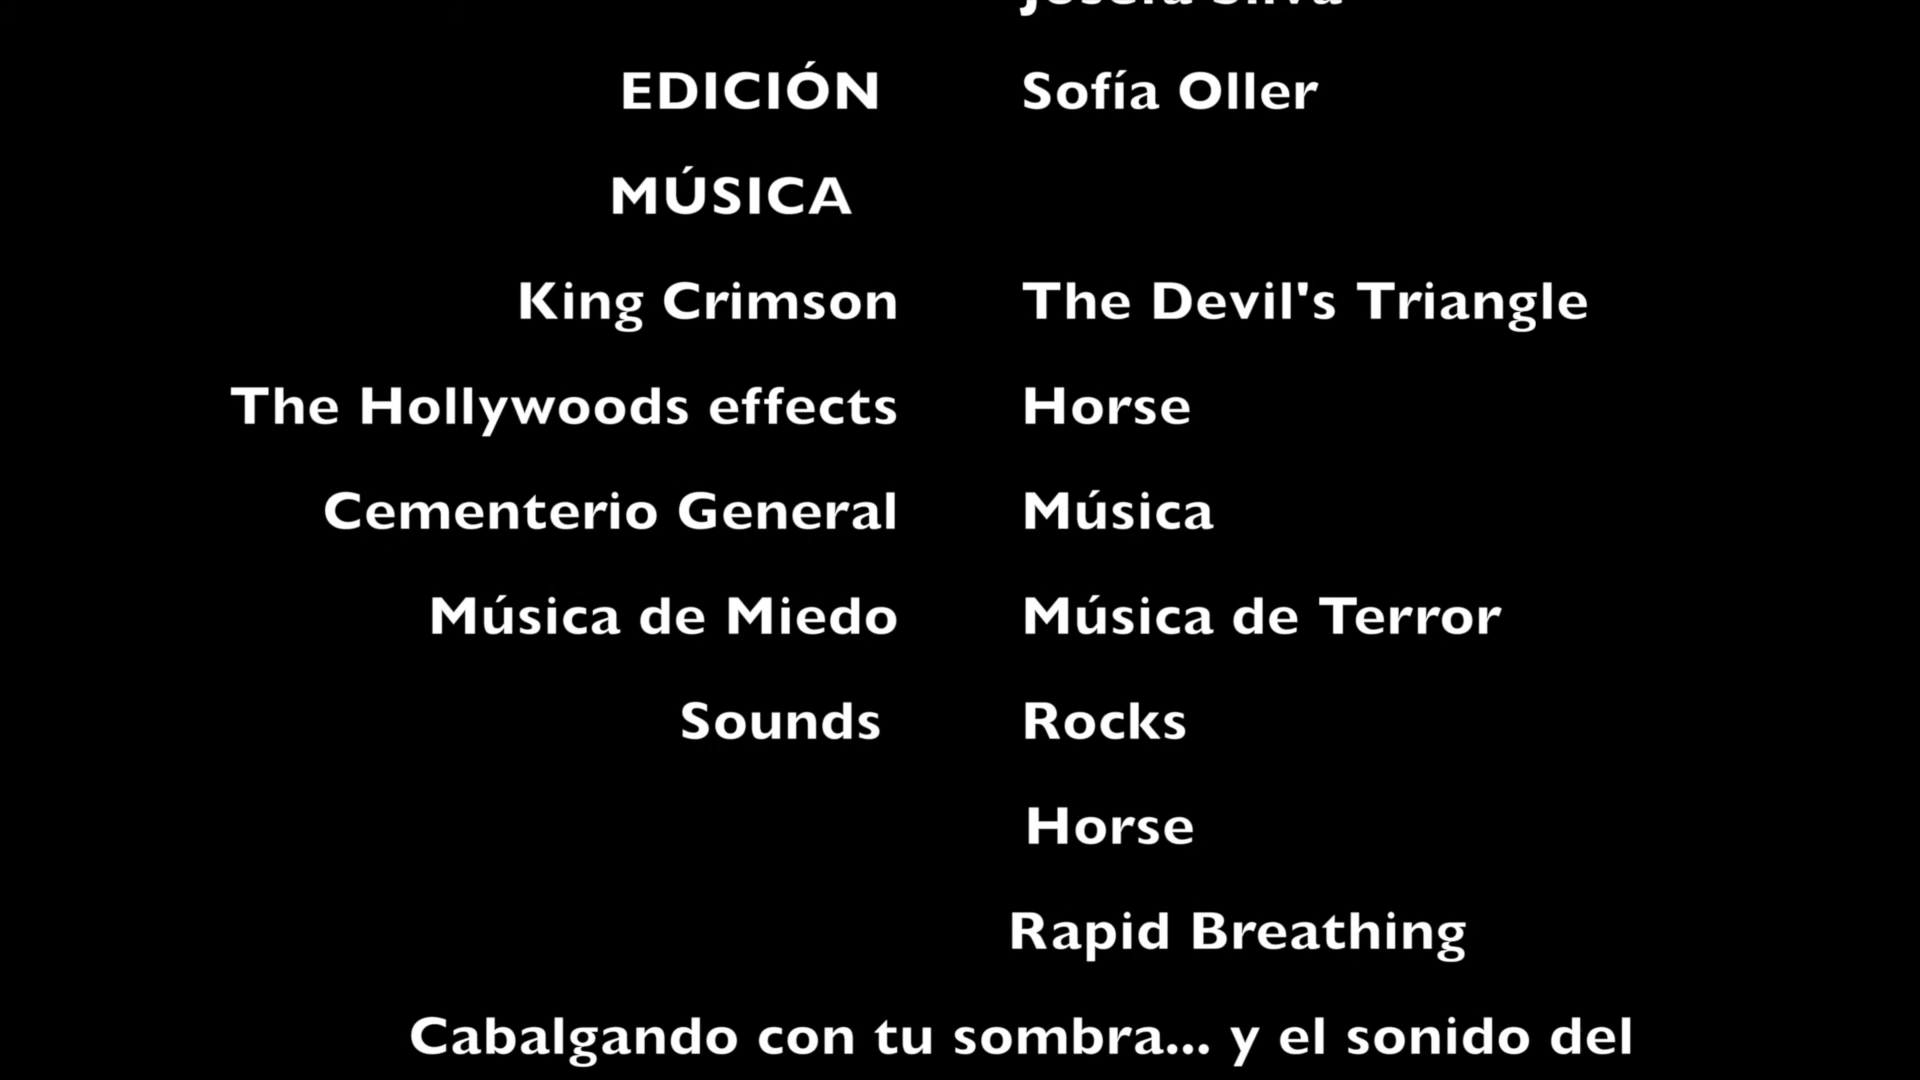 EDICIÓN Sofía Oller
MÚSICA
King Crimson The Devil's Triangle
The Hollywoods effects Horse
Cementerio General Música
Música de Miedo Música de Terror
Sounds Rocks
Horse
Rapid Breathing
Cabalgando con tu sombra... y el sonido del